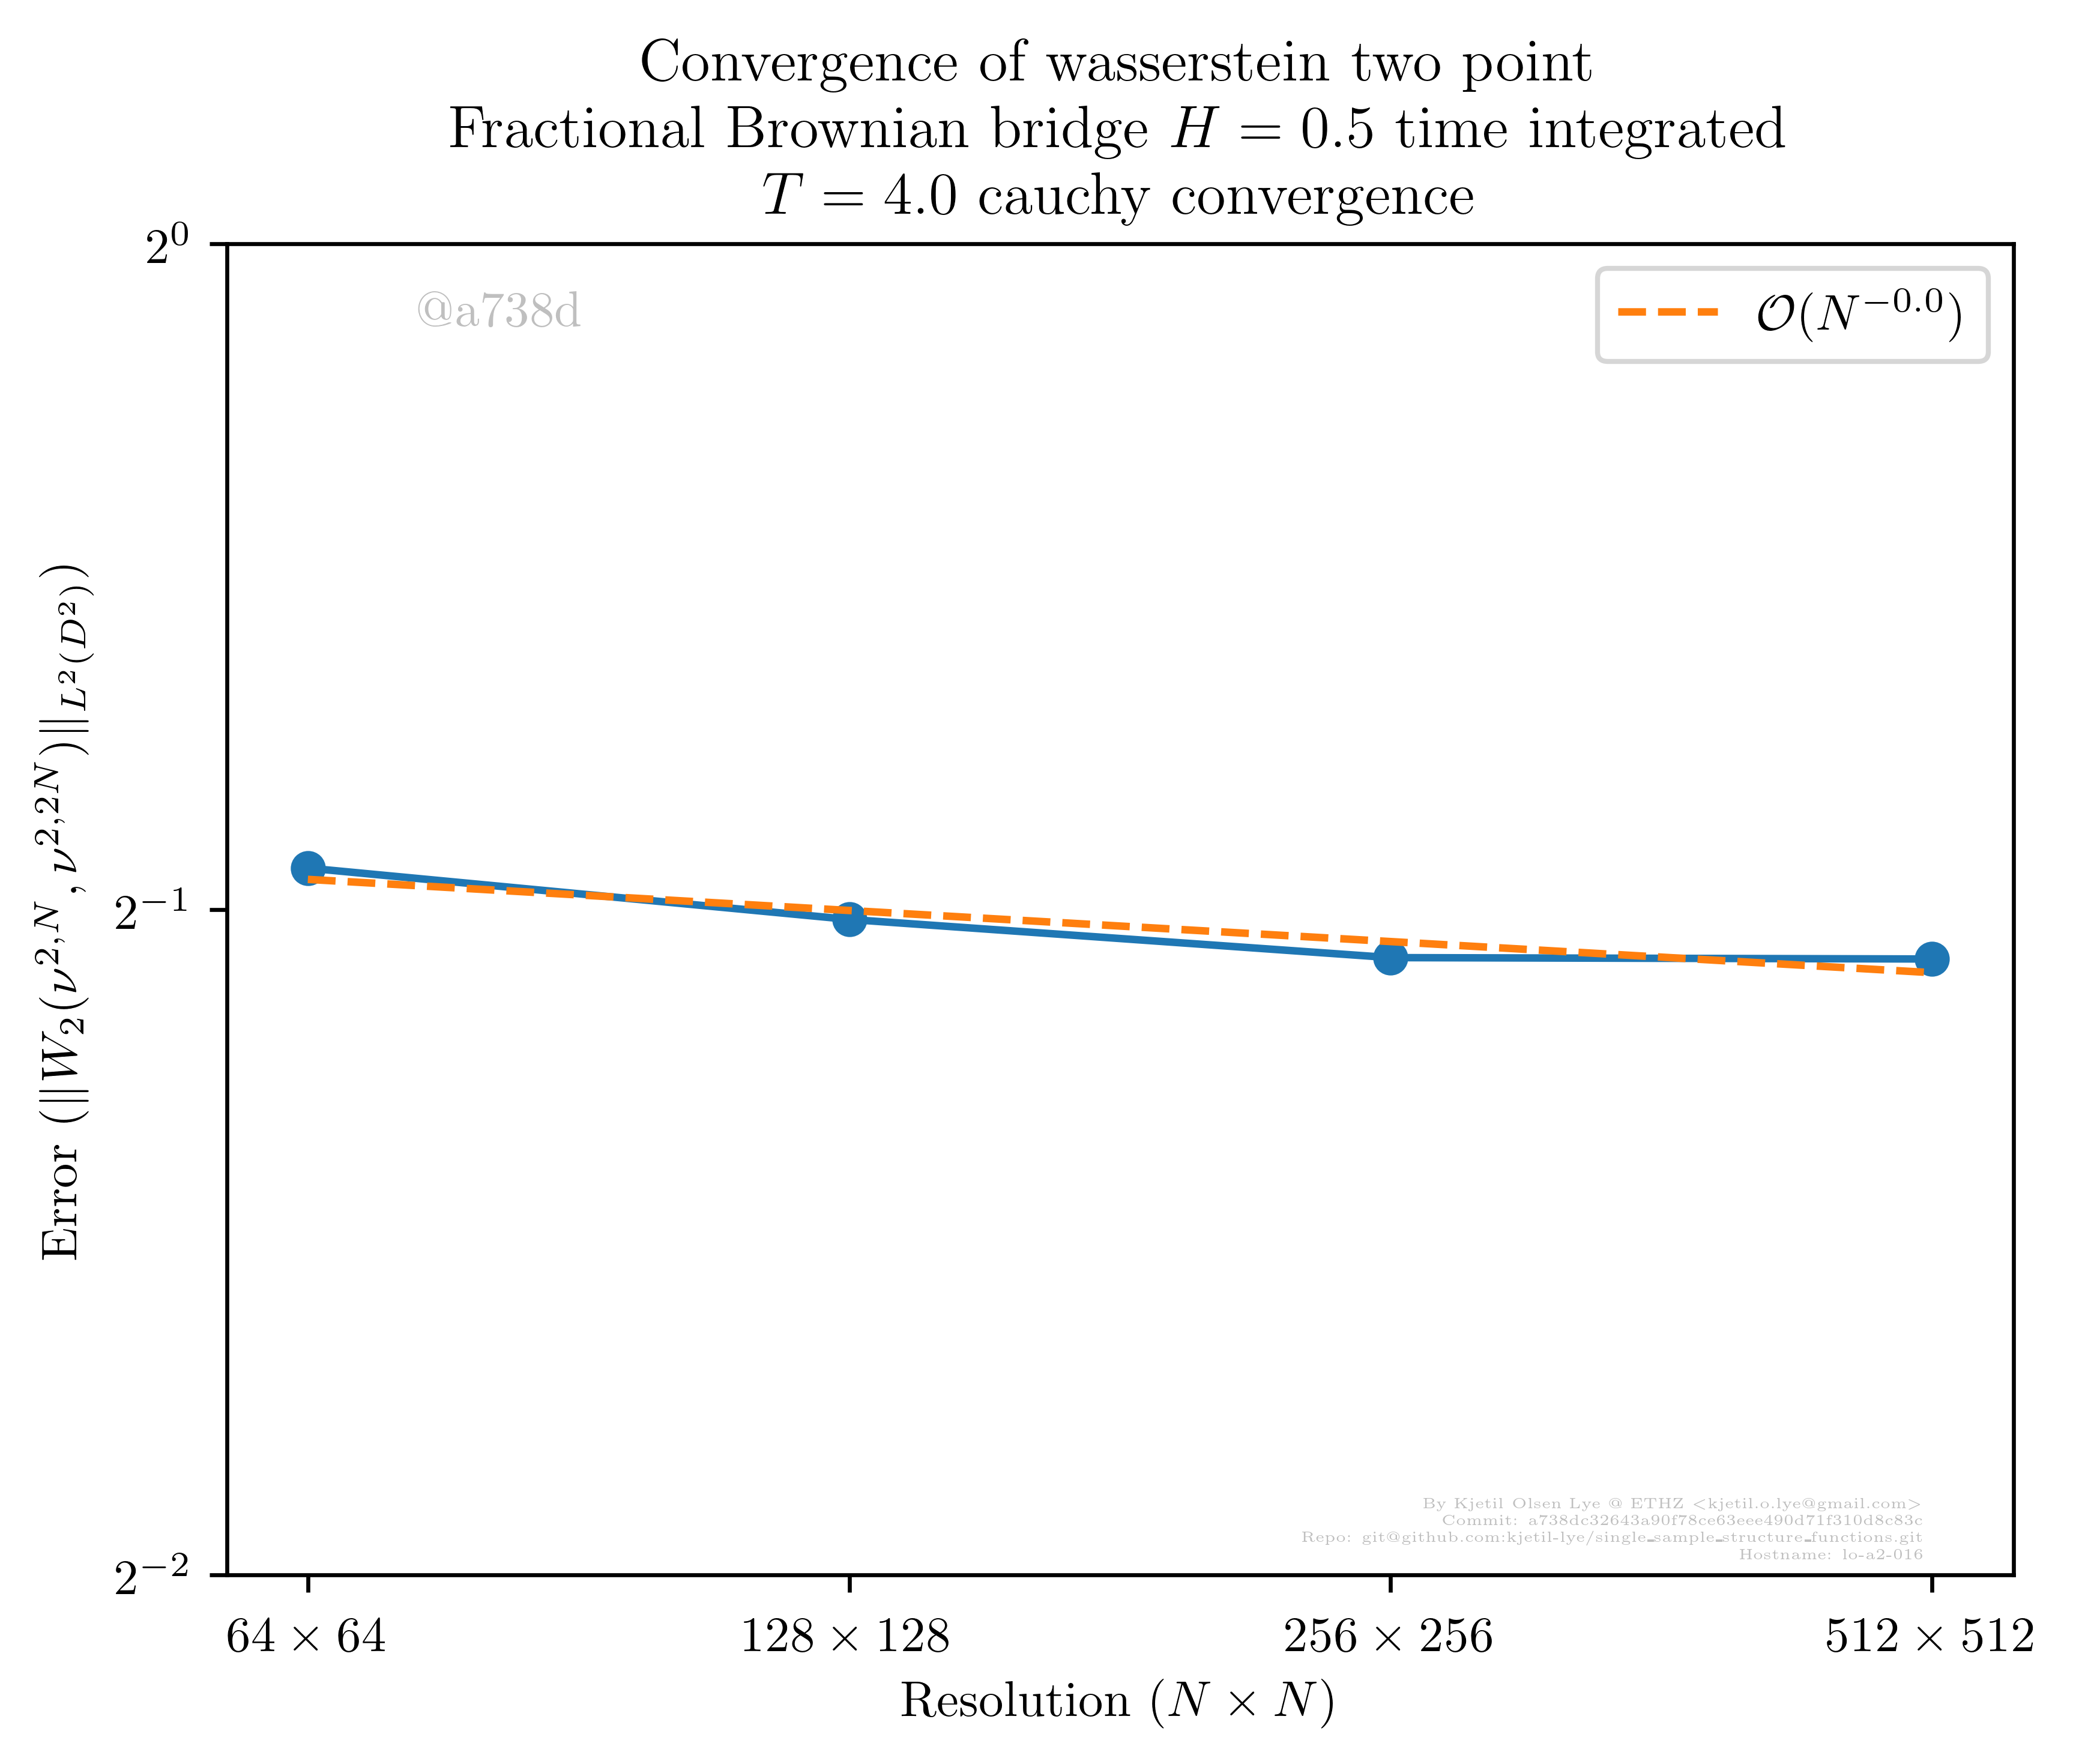 Convergence of wasserstein two point
Fractional Brownian bridge H = 0.5 time integrated
T = 4.0 cauchy convergence
2^0
@a738d
O(N^{-0.0})
Error (||W_2(ν^{2,N}, ν^{2,2N})||_{L^2(D^2)})
2^{-1}
2^{-2}
By Kjetil Olsen Lye @ ETHZ <kjetil.o.lye@gmail.com>
Commit: a738dc32643a90f78ce63eee490d71f310d8c83c
Repo: git@github.com:kjetil-lye/single_sample_structure_functions.git
Hostname: lo-a2-016
64 × 64
128 × 128
256 × 256
512 × 512
Resolution (N × N)